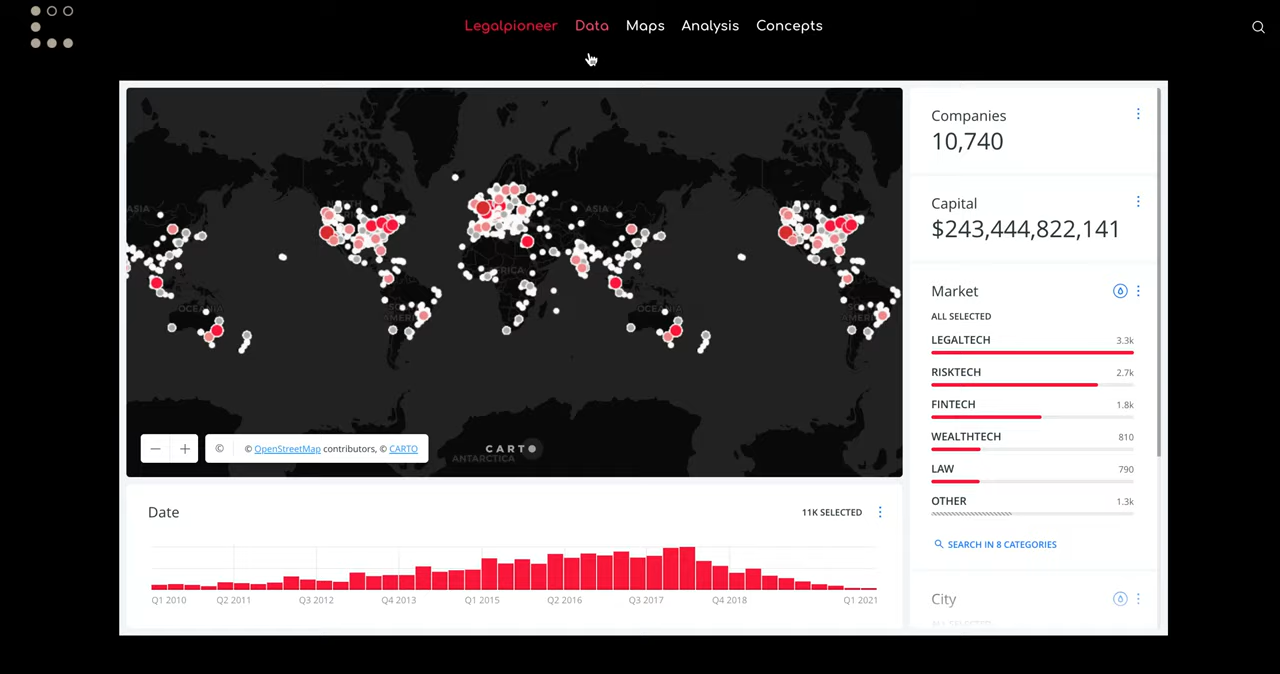 Legalpioneer Data Maps Analysis Concepts
Companies
10,740
Capital
$243,444,822,141
Market
ALL SELECTED
LEGALTECH 3.3k
RISKTECH 2.7k
FINTECH 1.8k
WEALTHTECH 810
LAW 790
OTHER 1.3k
SEARCH IN 8 CATEGORIES
City
ASIA
AFRICA
OCEANIA
OCEANIA
© © OpenStreetMap contributors, © CARTO
CARTO
ANTARCTICA
Date
11K SELECTED
Q1 2010 Q2 2011 Q3 2012 Q4 2013 Q1 2015 Q2 2016 Q3 2017 Q4 2018 Q1 2021